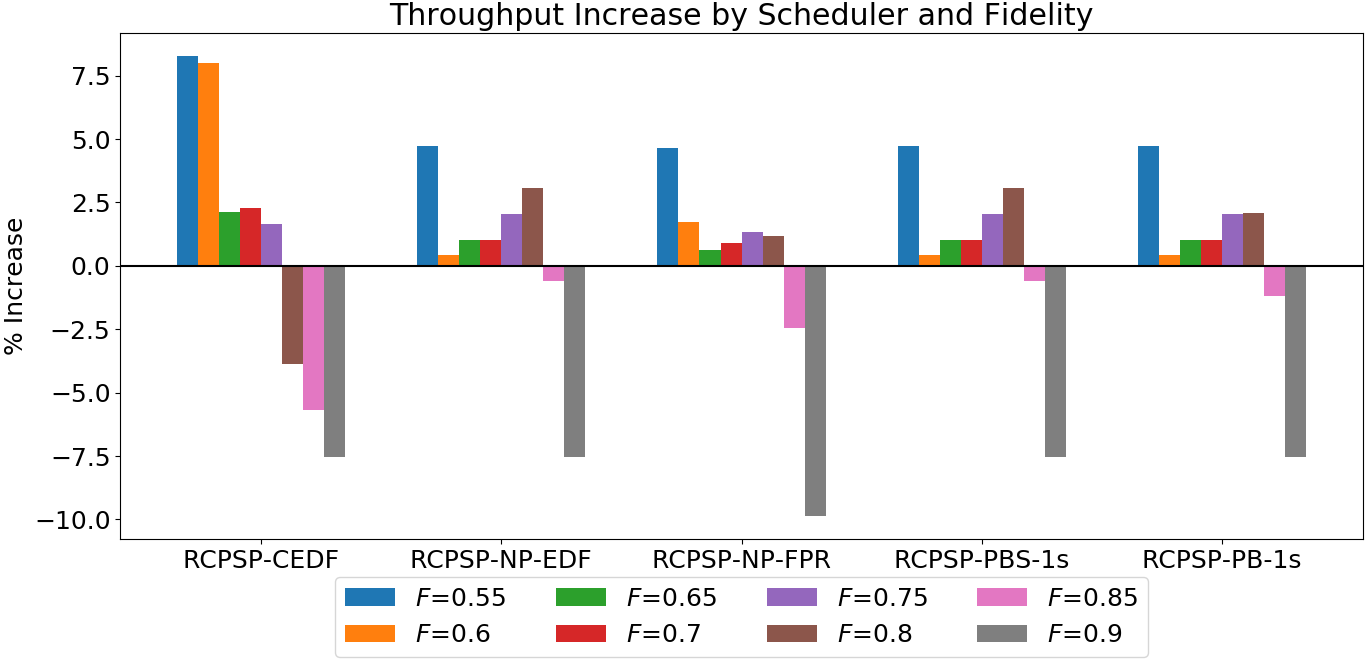 Throughput Increase by Scheduler and Fidelity
% Increase
7.5
5.0
2.5
0.0
−2.5
−5.0
−7.5
−10.0
RCPSP-CEDF RCPSP-NP-EDF RCPSP-NP-FPR RCPSP-PBS-1s RCPSP-PB-1s
F=0.55 F=0.65 F=0.75 F=0.85
F=0.6 F=0.7 F=0.8 F=0.9